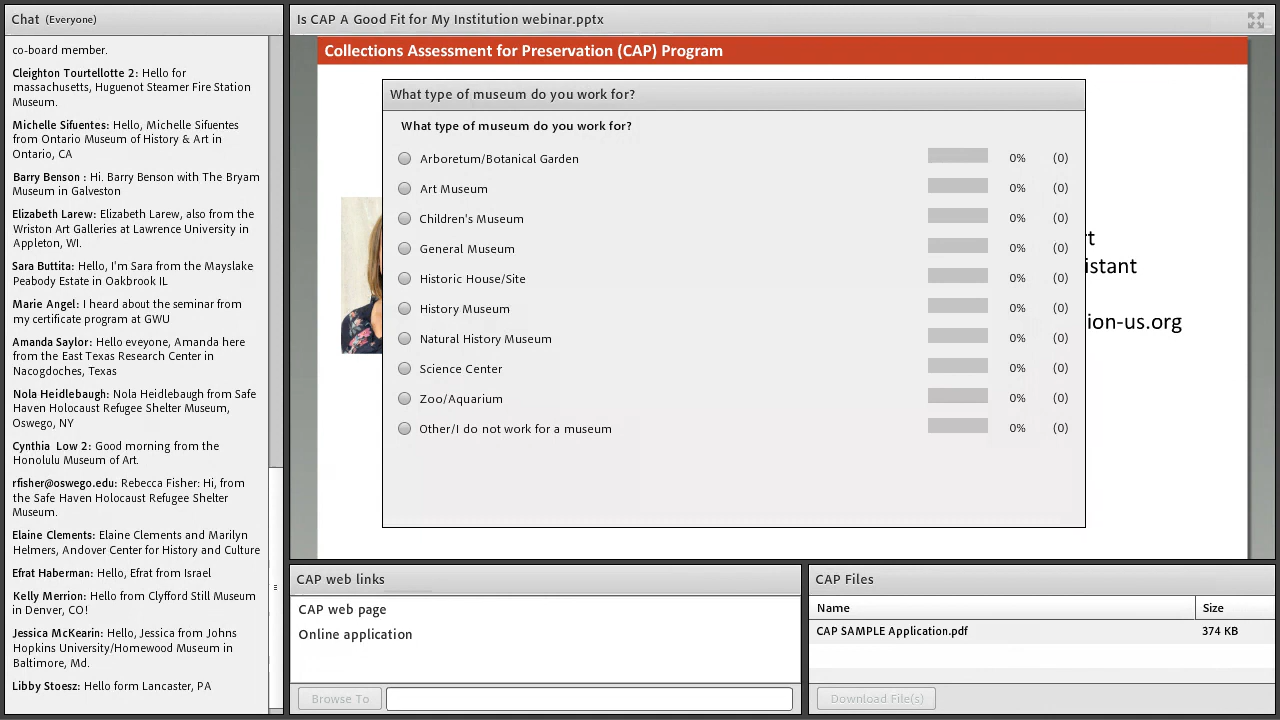 Chat (Everyone)
co-board member.
Cleighton Tourtellotte 2: Hello for
massachusetts, Huguenot Steamer Fire Station
Museum.
Michelle Sifuentes: Hello, Michelle Sifuentes
from Ontario Museum of History & Art in
Ontario, CA
Barry Benson : Hi. Barry Benson with The Bryam
Museum in Galveston
Elizabeth Larew: Elizabeth Larew, also from the
Wriston Art Galleries at Lawrence University in
Appleton, WI.
Sara Buttita: Hello, I'm Sara from the Mayslake
Peabody Estate in Oakbrook IL
Marie Angel: I heard about the seminar from
my certificate program at GWU
Amanda Saylor: Hello eveyone, Amanda here
from the East Texas Research Center in
Nacogdoches, Texas
Nola Heidlebaugh: Nola Heidlebaugh from Safe
Haven Holocaust Refugee Shelter Museum,
Oswego, NY
Cynthia Low 2: Good morning from the
Honolulu Museum of Art.
rfisher@oswego.edu: Rebecca Fisher: Hi, from
the Safe Haven Holocaust Refugee Shelter
Museum.
Elaine Clements: Elaine Clements and Marilyn
Helmers, Andover Center for History and Culture
Efrat Haberman: Hello, Efrat from Israel
Kelly Merrion: Hello from Clyfford Still Museum
in Denver, CO!
Jessica McKearin: Hello, Jessica from Johns
Hopkins University/Homewood Museum in
Baltimore, Md.
Libby Stoesz: Hello form Lancaster, PA
Is CAP A Good Fit for My Institution webinar.pptx
Collections Assessment for Preservation (CAP) Program
What type of museum do you work for?
What type of museum do you work for?
Arboretum/Botanical Garden 0% (0)
Art Museum 0% (0)
Children's Museum 0% (0)
General Museum 0% (0)
Historic House/Site 0% (0)
History Museum 0% (0)
Natural History Museum 0% (0)
Science Center 0% (0)
Zoo/Aquarium 0% (0)
Other/I do not work for a museum 0% (0)
rt
istant
ion-us.org
CAP web links
CAP web page
Online application
Browse To
CAP Files
Name Size
CAP SAMPLE Application.pdf 374 KB
Download File(s)